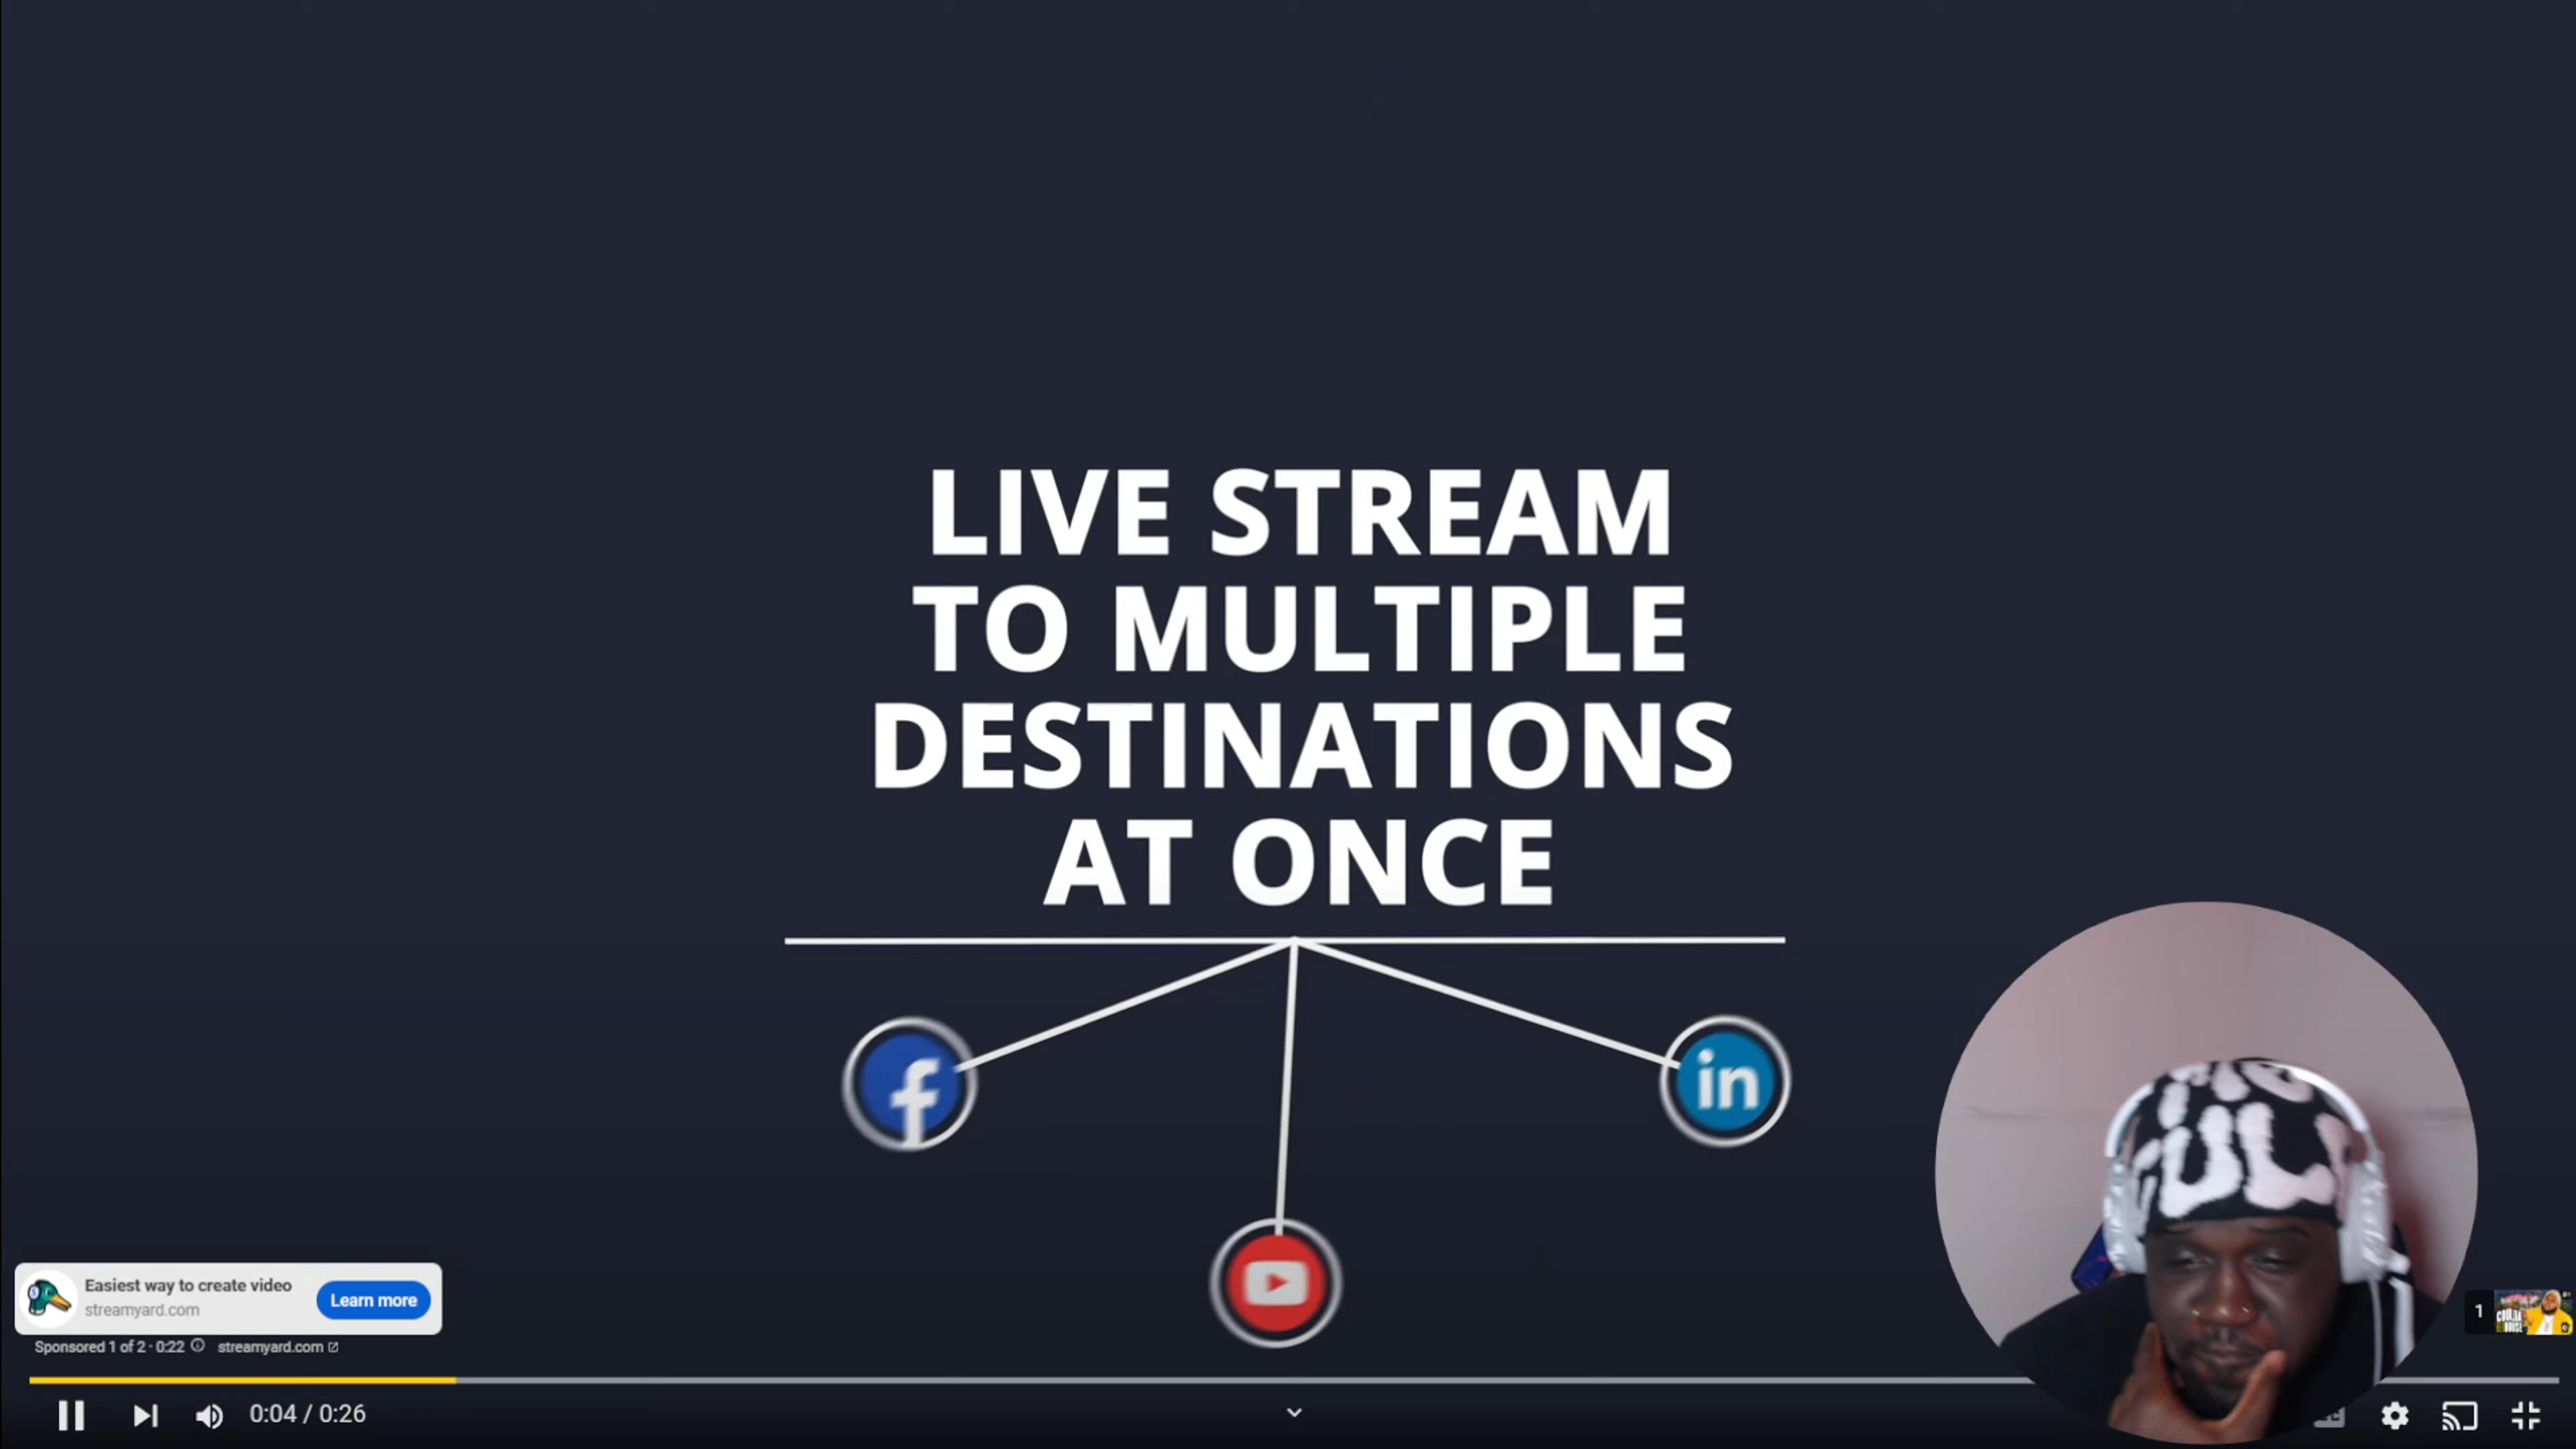 LIVE STREAM
TO MULTIPLE
DESTINATIONS
AT ONCE
f
in
Easiest way to create video
streamyard.com
Learn more
Sponsored 1 of 2 · 0:22
streamyard.com
1
0:04 / 0:26